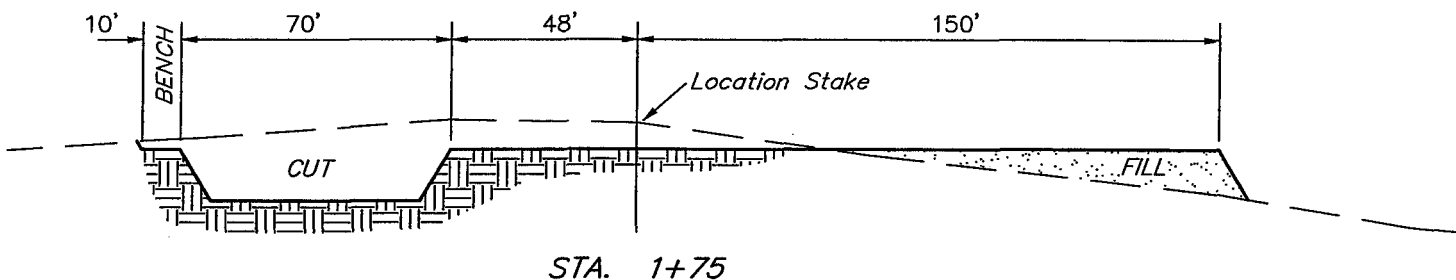 10' 70' 48' 150'
BENCH
Location Stake
CUT
FILL
STA. 1+75